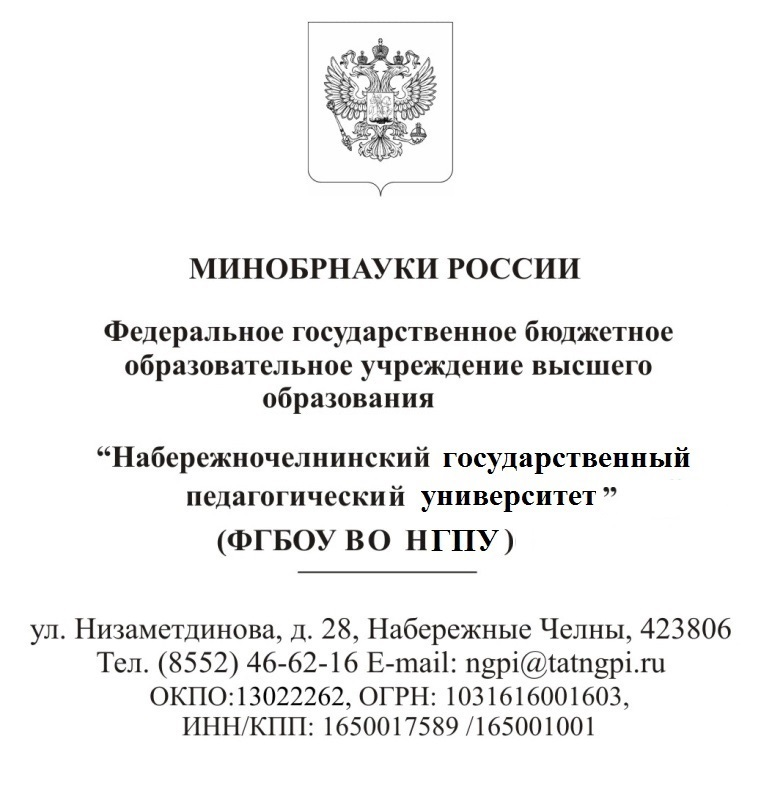 МИНОБРНАУКИ РОССИИ
Федеральное государственное бюджетное
образовательное учреждение высшего
образования
“Набережночелнинский государственный
педагогический университет”
(ФГБОУ ВО НГПУ)
ул. Низаметдинова, д. 28, Набережные Челны, 423806
Тел. (8552) 46-62-16 E-mail: ngpi@tatngpi.ru
ОКПО:13022262, ОГРН: 1031616001603,
ИНН/КПП: 1650017589 /165001001